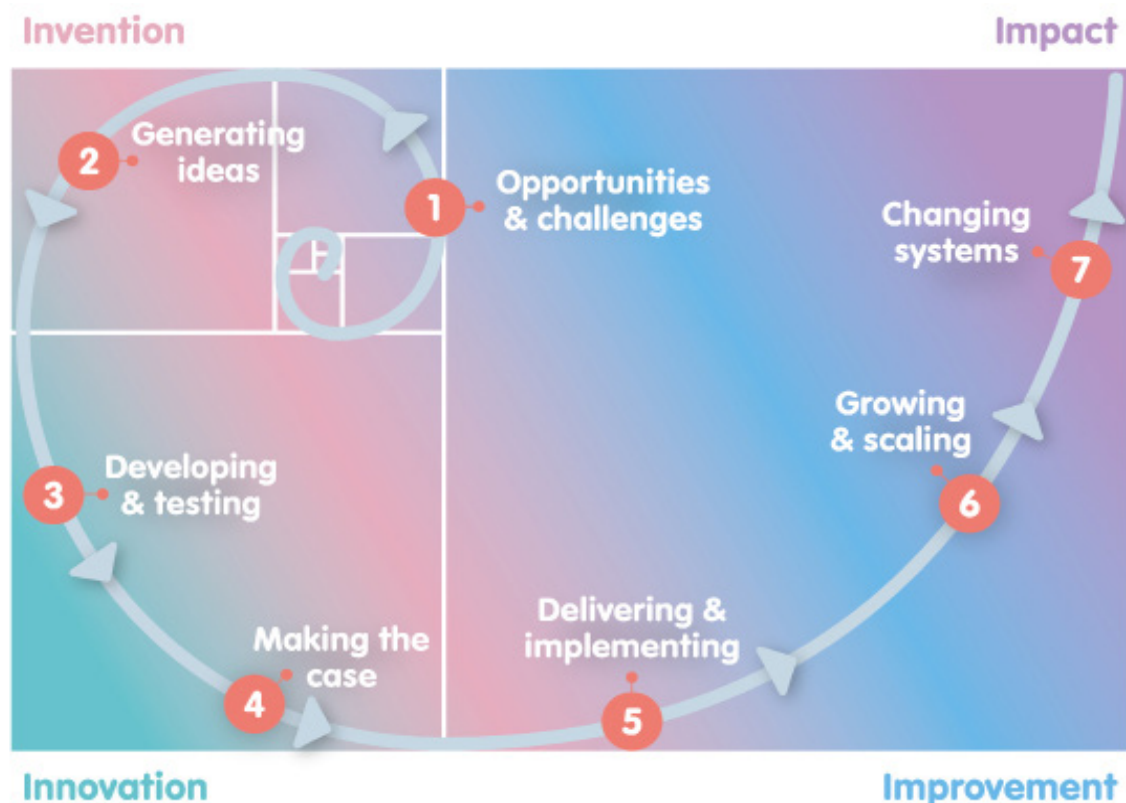 Invention
Impact
2
Generating
ideas
1
Opportunities
& challenges
Changing
systems
7
3
Developing
& testing
Growing
& scaling
6
4
Making the
case
Delivering &
implementing
5
Innovation
Improvement